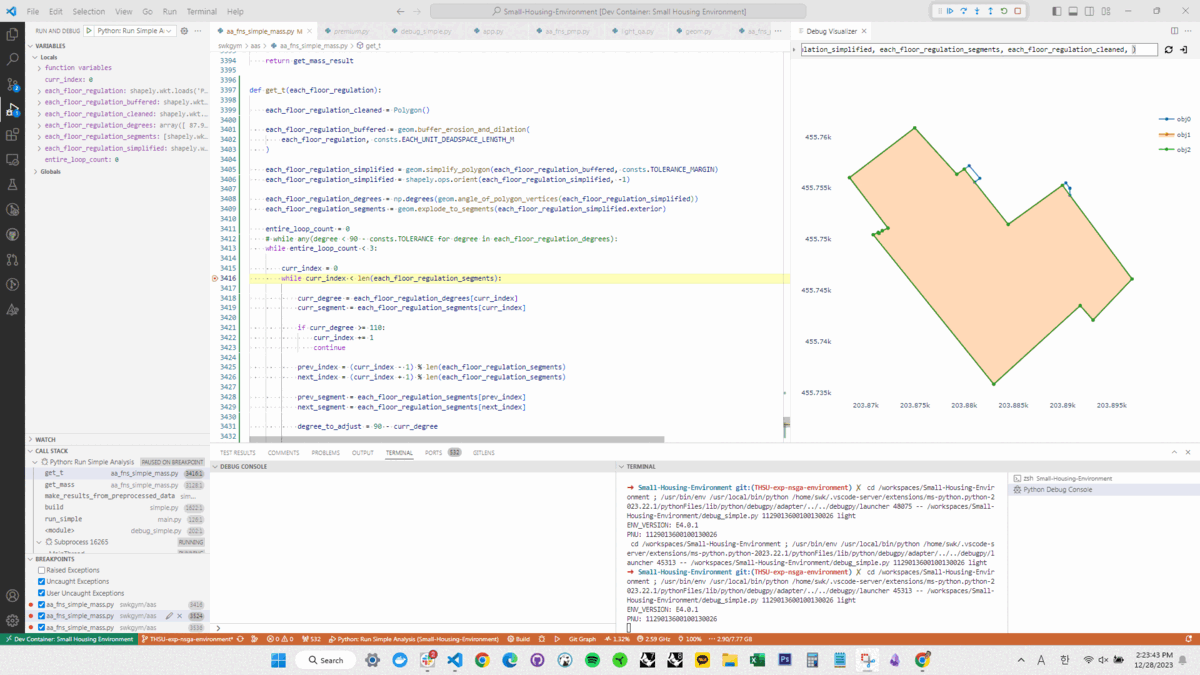 File Edit Selection View Go Run Terminal Help
Small-Housing-Environment [Dev Container: Small Housing Environment]
RUN AND DEBUG Python: Run Simple A
aa_fns_simple_mass.py M premium.py debug_simple.py app.py aa_pmp.py light_ua.py geom.py aa_fns
Debug Visualizer
swkgym > aas > aa_fns_simple_mass.py > get_t
ulation_simplified, each_floor_regulation_segments, each_floor_regulation_cleaned, ]
VARIABLES
Locals
function variables
curr_index: 0
each_floor_regulation: shapely.wkt.loads('P…
each_floor_regulation_buffered: shapely.wkt…
each_floor_regulation_cleaned: shapely.wkt.…
each_floor_regulation_degrees: array([ 87.9…
each_floor_regulation_segments: [shapely.wk…
each_floor_regulation_simplified: shapely.w…
entire_loop_count: 0
Globals
3394 return get_mass_result
3395
3396
3397 def get_t(each_floor_regulation):
3398
3399 each_floor_regulation_cleaned = Polygon()
3400
3401 each_floor_regulation_buffered = geom.buffer_erosion_and_dilation(
3402 each_floor_regulation, consts.EACH_UNIT_DEADSPACE_LENGTH_M
3403 )
3404
3405 each_floor_regulation_simplified = geom.simplify_polygon(each_floor_regulation_buffered, consts.TOLERANCE_MARGIN)
3406 each_floor_regulation_simplified = shapely.ops.orient(each_floor_regulation_simplified, -1)
3407
3408 each_floor_regulation_degrees = np.degrees(geom.angle_of_polygon_vertices(each_floor_regulation_simplified))
3409 each_floor_regulation_segments = geom.explode_to_segments(each_floor_regulation_simplified.exterior)
3410
3411 entire_loop_count = 0
3412 # while any(degree < 90 - consts.TOLERANCE for degree in each_floor_regulation_degrees):
3413 while entire_loop_count < 3:
3414
3415 curr_index = 0
3416 while curr_index < len(each_floor_regulation_segments):
3417
3418 curr_degree = each_floor_regulation_degrees[curr_index]
3419 curr_segment = each_floor_regulation_segments[curr_index]
3420
3421 if curr_degree >= 110:
3422 curr_index += 1
3423 continue
3424
3425 prev_index = (curr_index - 1) % len(each_floor_regulation_segments)
3426 next_index = (curr_index + 1) % len(each_floor_regulation_segments)
3427
3428 prev_segment = each_floor_regulation_segments[prev_index]
3429 next_segment = each_floor_regulation_segments[next_index]
3430
3431 degree_to_adjust = 90 - curr_degree
3432
obj0
obj1
obj2
455.76k
455.755k
455.75k
455.745k
455.74k
455.735k
203.87k 203.875k 203.88k 203.885k 203.89k 203.895k
WATCH
CALL STACK
Python: Run Simple Analysis PAUSED ON BREAKPOINT
get_t aa_fns_simple_mass.py 3416:1
get_mass aa_fns_simple_mass.py 3128:1
make_results_from_preprocessed_data sim…
build simple.py 1822:1
run_simple main.py 128:1
<module> debug_simple.py 202:1
Subprocess 16265 RUNNING
BREAKPOINTS
Raised Exceptions
Uncaught Exceptions
User Uncaught Exceptions
aa_fns_simple_mass.py swkgym/aas 3416
aa_fns_simple_mass.py swkgym/aas 3524
aa_fns_simple_mass.py swkgym/aas 3538
TEST RESULTS COMMENTS PROBLEMS OUTPUT TERMINAL PORTS 532 GITLENS
DEBUG CONSOLE
TERMINAL
→ Small-Housing-Environment git:(THSU-exp-nsga-environment) ✗ cd /workspaces/Small-Housing-Envir
onment ; /usr/bin/env /usr/local/bin/python /home/swk/.vscode-server/extensions/ms-python.python-2
023.22.1/pythonFiles/lib/python/debugpy/adapter/../../debugpy/launcher 48075 -- /workspaces/Small-
Housing-Environment/debug_simple.py 1129013600100130026 light
ENV_VERSION: E4.0.1
PNU: 1129013600100130026
cd /workspaces/Small-Housing-Environment ; /usr/bin/env /usr/local/bin/python /home/swk/.vscode-s
erver/extensions/ms-python.python-2023.22.1/pythonFiles/lib/python/debugpy/adapter/../../debugpy/l
auncher 45313 -- /workspaces/Small-Housing-Environment/debug_simple.py 1129013600100130026 light
→ Small-Housing-Environment git:(THSU-exp-nsga-environment) ✗ cd /workspaces/Small-Housing-Envir
onment ; /usr/bin/env /usr/local/bin/python /home/swk/.vscode-server/extensions/ms-python.python-2
023.22.1/pythonFiles/lib/python/debugpy/adapter/../../debugpy/launcher 45313 -- /workspaces/Small-
Housing-Environment/debug_simple.py 1129013600100130026 light
ENV_VERSION: E4.0.1
PNU: 1129013600100130026
zsh Small-Housing-Environment
Python Debug Console
Dev Container: Small Housing Environment THSU-exp-nsga-environment* 0 0 532 Python: Run Simple Analysis (Small-Housing-Environment) Build Git Graph 1.32% 2.59 GHz 100% 2.90/7.77 GB
Search
A 한
2:23:43 PM
12/28/2023